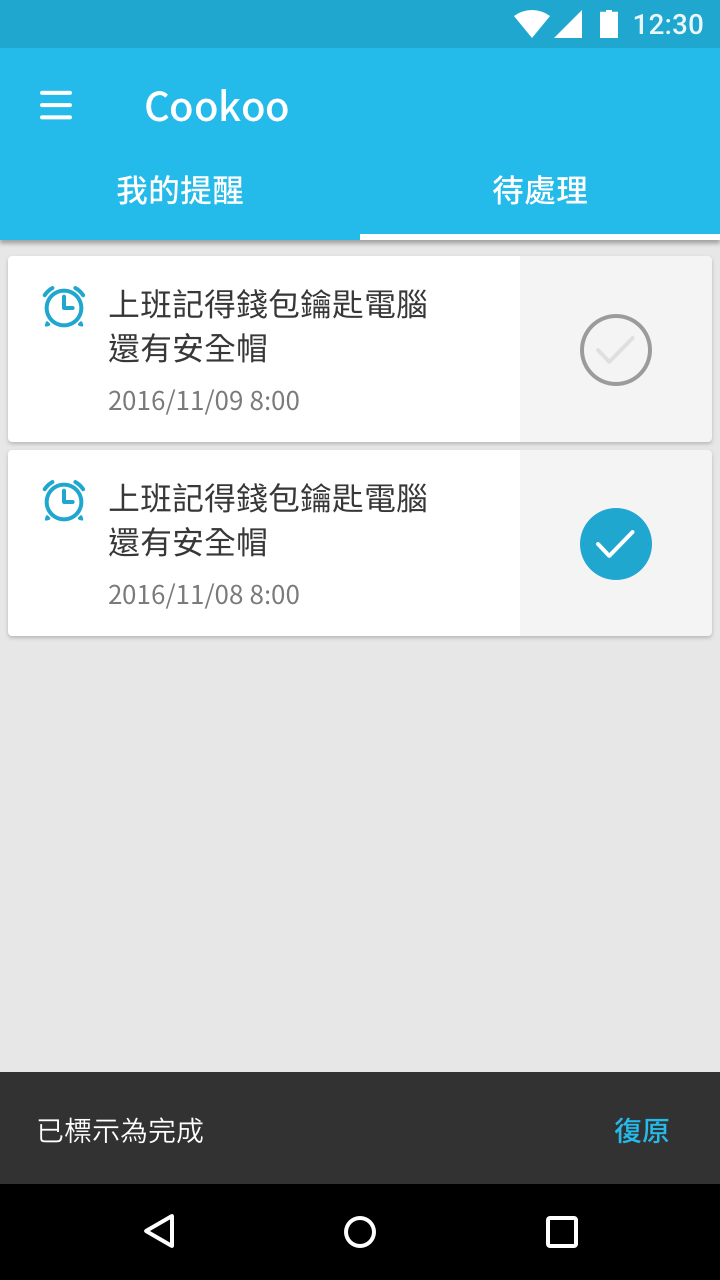 12:30
Cookoo
我的提醒
待處理
上班記得錢包鑰匙電腦
還有安全帽
2016/11/09 8:00
上班記得錢包鑰匙電腦
還有安全帽
2016/11/08 8:00
已標示為完成
復原